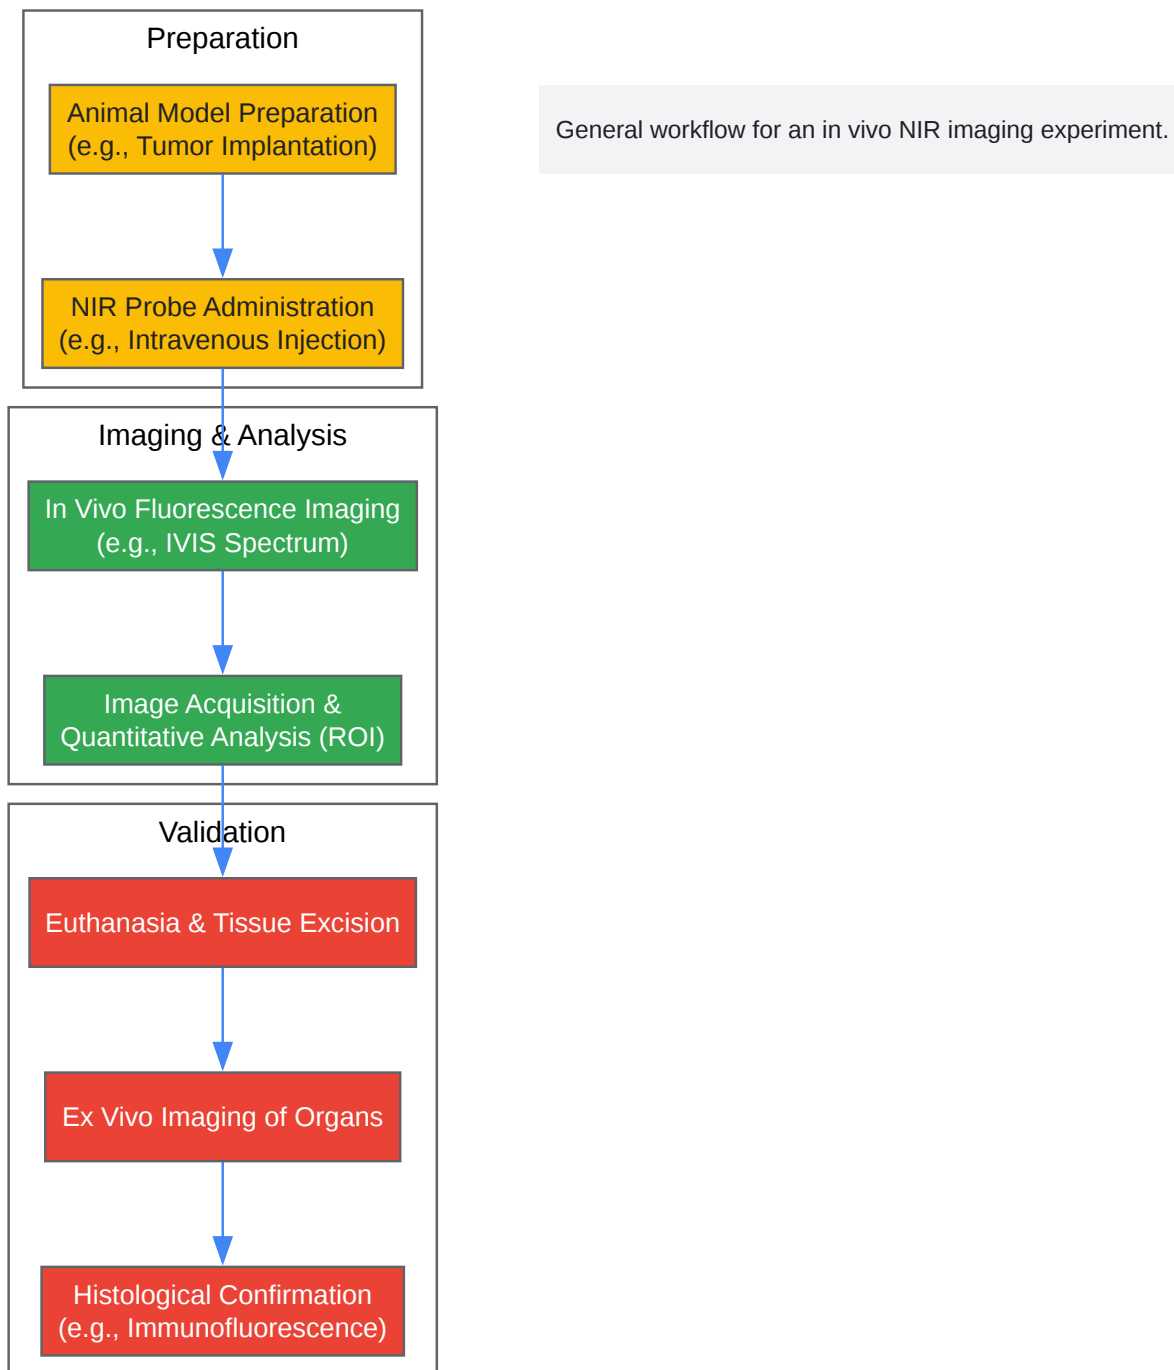 Preparation
Animal Model Preparation
(e.g., Tumor Implantation)
General workflow for an in vivo NIR imaging experiment.
NIR Probe Administration
(e.g., Intravenous Injection)
Imaging & Analysis
In Vivo Fluorescence Imaging
(e.g., IVIS Spectrum)
Image Acquisition &
Quantitative Analysis (ROI)
Validation
Euthanasia & Tissue Excision
Ex Vivo Imaging of Organs
Histological Confirmation
(e.g., Immunofluorescence)